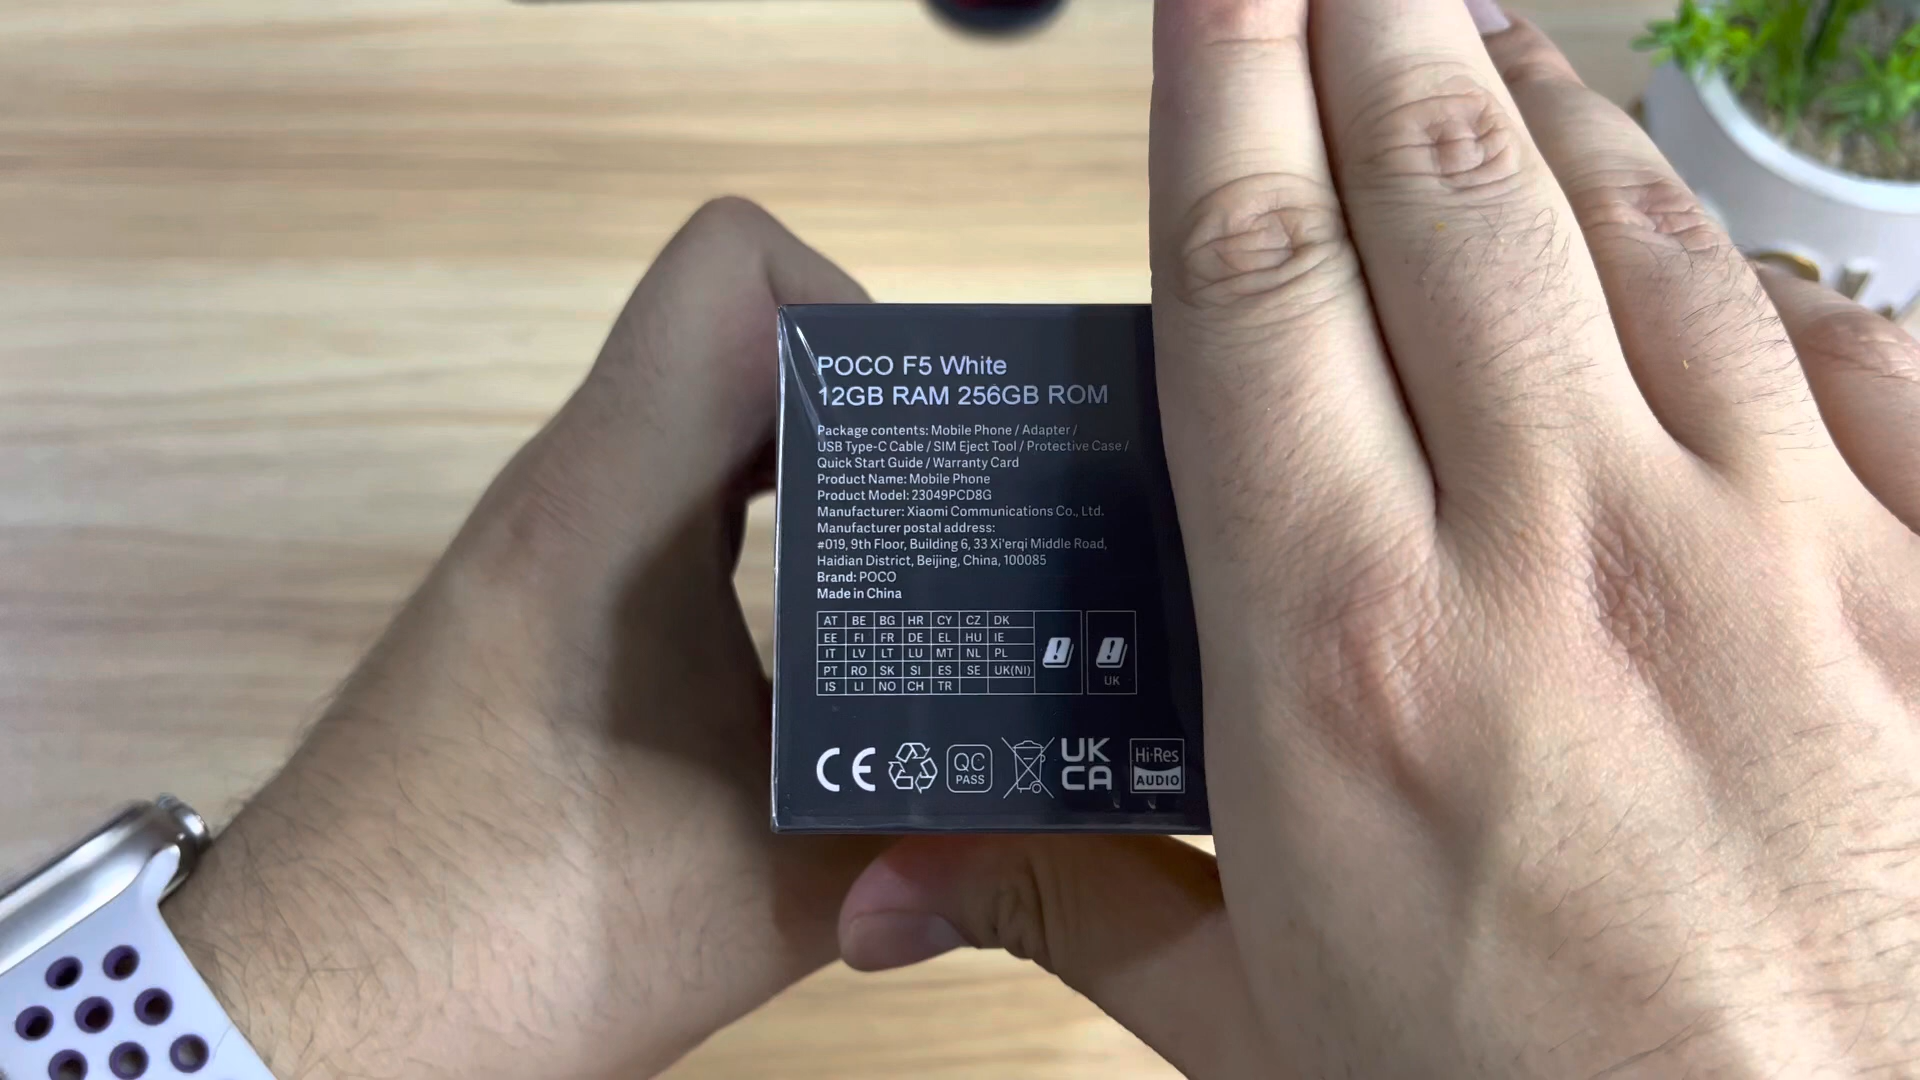 POCO F5 White
12GB RAM 256GB ROM
Package contents: Mobile Phone / Adapter /
USB Type-C Cable / SIM Eject Tool / Protective Case /
Quick Start Guide / Warranty Card
Product Name: Mobile Phone
Product Model: 23049PCD8G
Manufacturer: Xiaomi Communications Co., Ltd.
Manufacturer postal address:
#019, 9th Floor, Building 6, 33 Xi'erqi Middle Road,
Haidian District, Beijing, China, 100085
Brand: POCO
Made in China
AT BE BG HR CY CZ DK
EE FI FR DE EL HU IE
IT LV LT LU MT NL PL
PT RO SK SI ES SE UK(NI)
IS LI NO CH TR
UK
CE
QC
PASS
UK
CA
Hi-Res
AUDIO